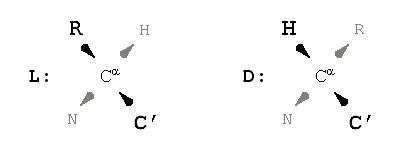 R H H R
L: Cα D: Cα
N C′ N C′